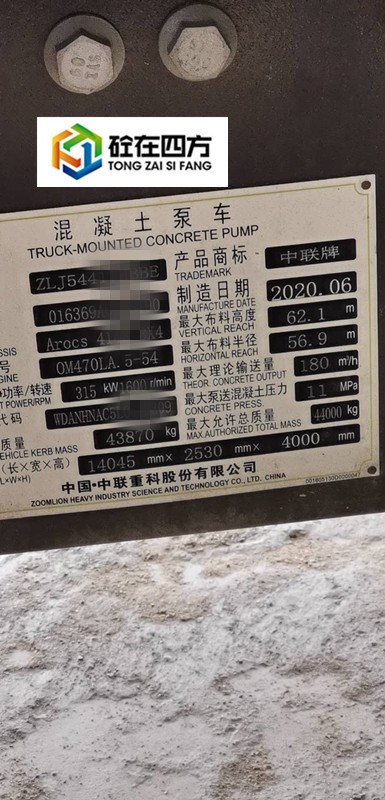 砼在四方
TONG ZAI SI FANG
混凝土泵车
TRUCK-MOUNTED CONCRETE PUMP
ZLJ544 BE
产品商标 中联牌
TRADEMARK
016369
制造日期 2020.06
MANUFACTURE DATE
ASSIS Arocs 4
最大布料高度 62.1 m
VERTICAL REACH
号 OM470LA.5-54
NGINE
最大布料半径 56.9 m
HORIZONTAL REACH
功率/转速 315 kW1600 r/min
T POWER/RPM
最大理论输送量 180 m³/h
THEOR. CONCRETE OUTPUT
代码 WDANHNAC5
最大泵送混凝土压力 11 MPa
CONCRETE PRESS.
质量 43870 kg
VEHICLE KERB MASS
最大允许总质量 44000 kg
MAX.AUTHORIZED TOTAL MASS
(长×宽×高) 14045 mm× 2530 mm× 4000 mm
L×W×H)
中国·中联重科股份有限公司
ZOOMLION HEAVY INDUSTRY SCIENCE AND TECHNOLOGY CO., LTD. CHINA